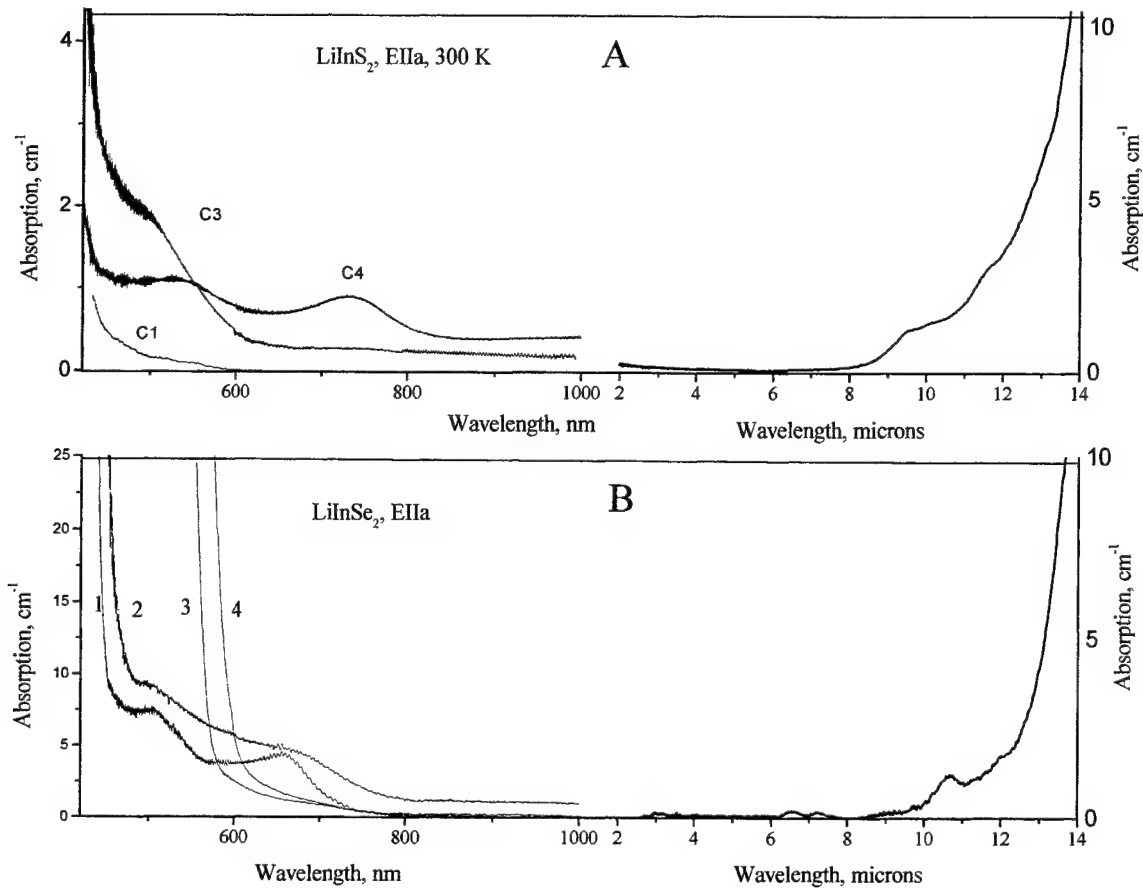 4
2
0
Absorption, cm⁻¹
LiInS₂, EIIa, 300 K
A
C3
C4
C1
10
5
0
Absorption, cm⁻¹
600
800
1000
2
4
6
8
10
12
14
Wavelength, nm
Wavelength, microns
25
20
15
10
5
0
Absorption, cm⁻¹
LiInSe₂, EIIa
B
1
2
3
4
10
5
0
Absorption, cm⁻¹
600
800
1000
2
4
6
8
10
12
14
Wavelength, nm
Wavelength, microns